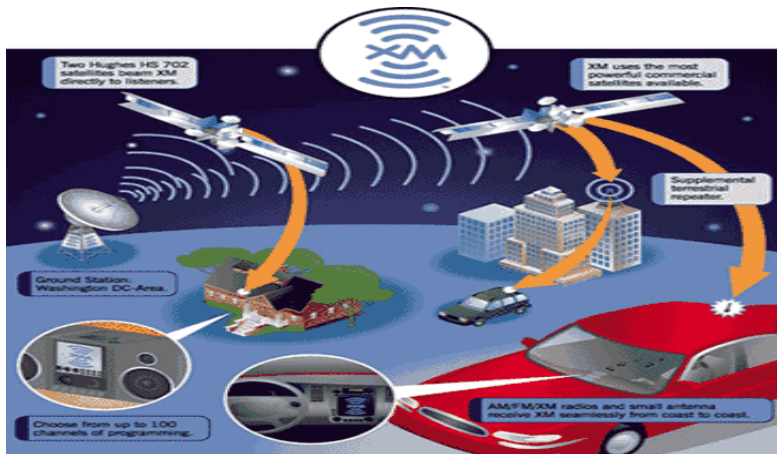 XM
Two Hughes HS 702
satellites beam XM
directly to listeners.
XM uses the most
powerful commercial
satellites available.
Supplemental
terrestrial
repeater.
Ground Station:
Washington DC-Area.
XM
Choose from up to 100
channels of programming.
AM/FM/XM radios and small antenna
receive XM seamlessly from coast to coast.